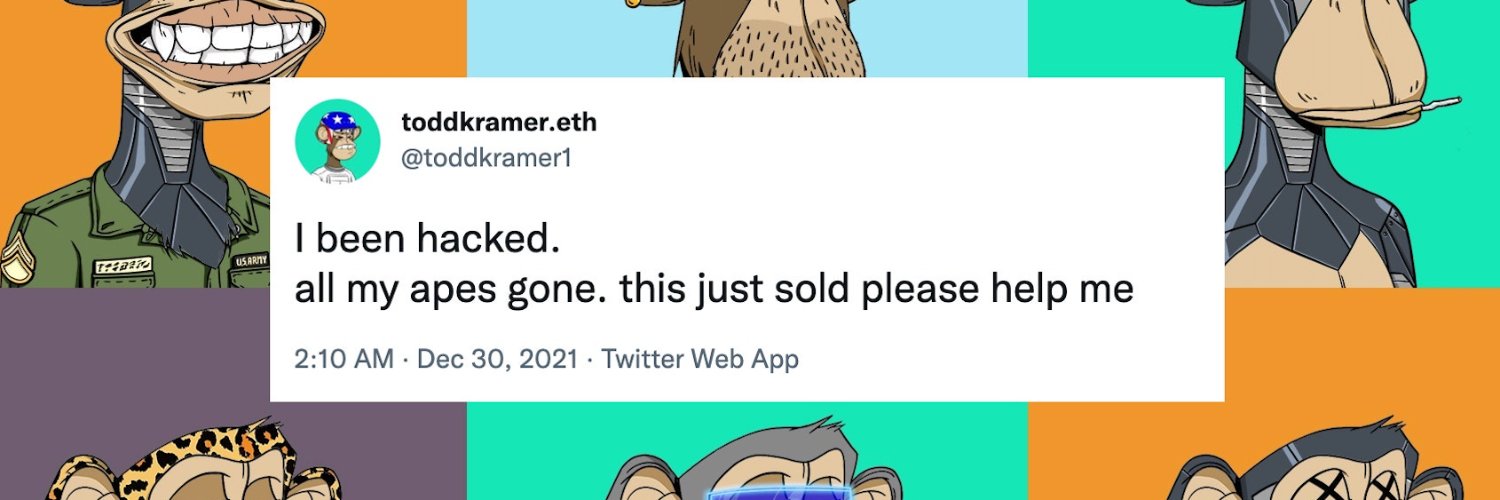 toddkramer.eth
@toddkramer1
I been hacked.
all my apes gone. this just sold please help me
2:10 AM · Dec 30, 2021 · Twitter Web App
U.S.ARMY